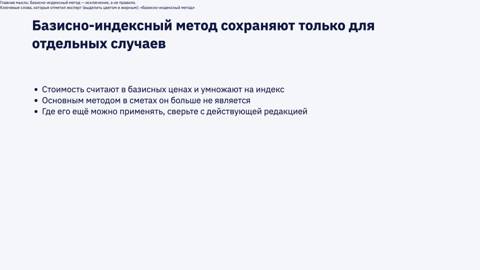 Главная мысль: Базисно-индексный метод — исключение, а не правило.
Ключевые слова, которые отметил эксперт (выделить цветом и жирным): «базисно-индексный метод»
Базисно-индексный метод сохраняют только для
отдельных случаев
• Стоимость считают в базисных ценах и умножают на индекс
• Основным методом в сметах он больше не является
• Где его ещё можно применять, сверьте с действующей редакцией